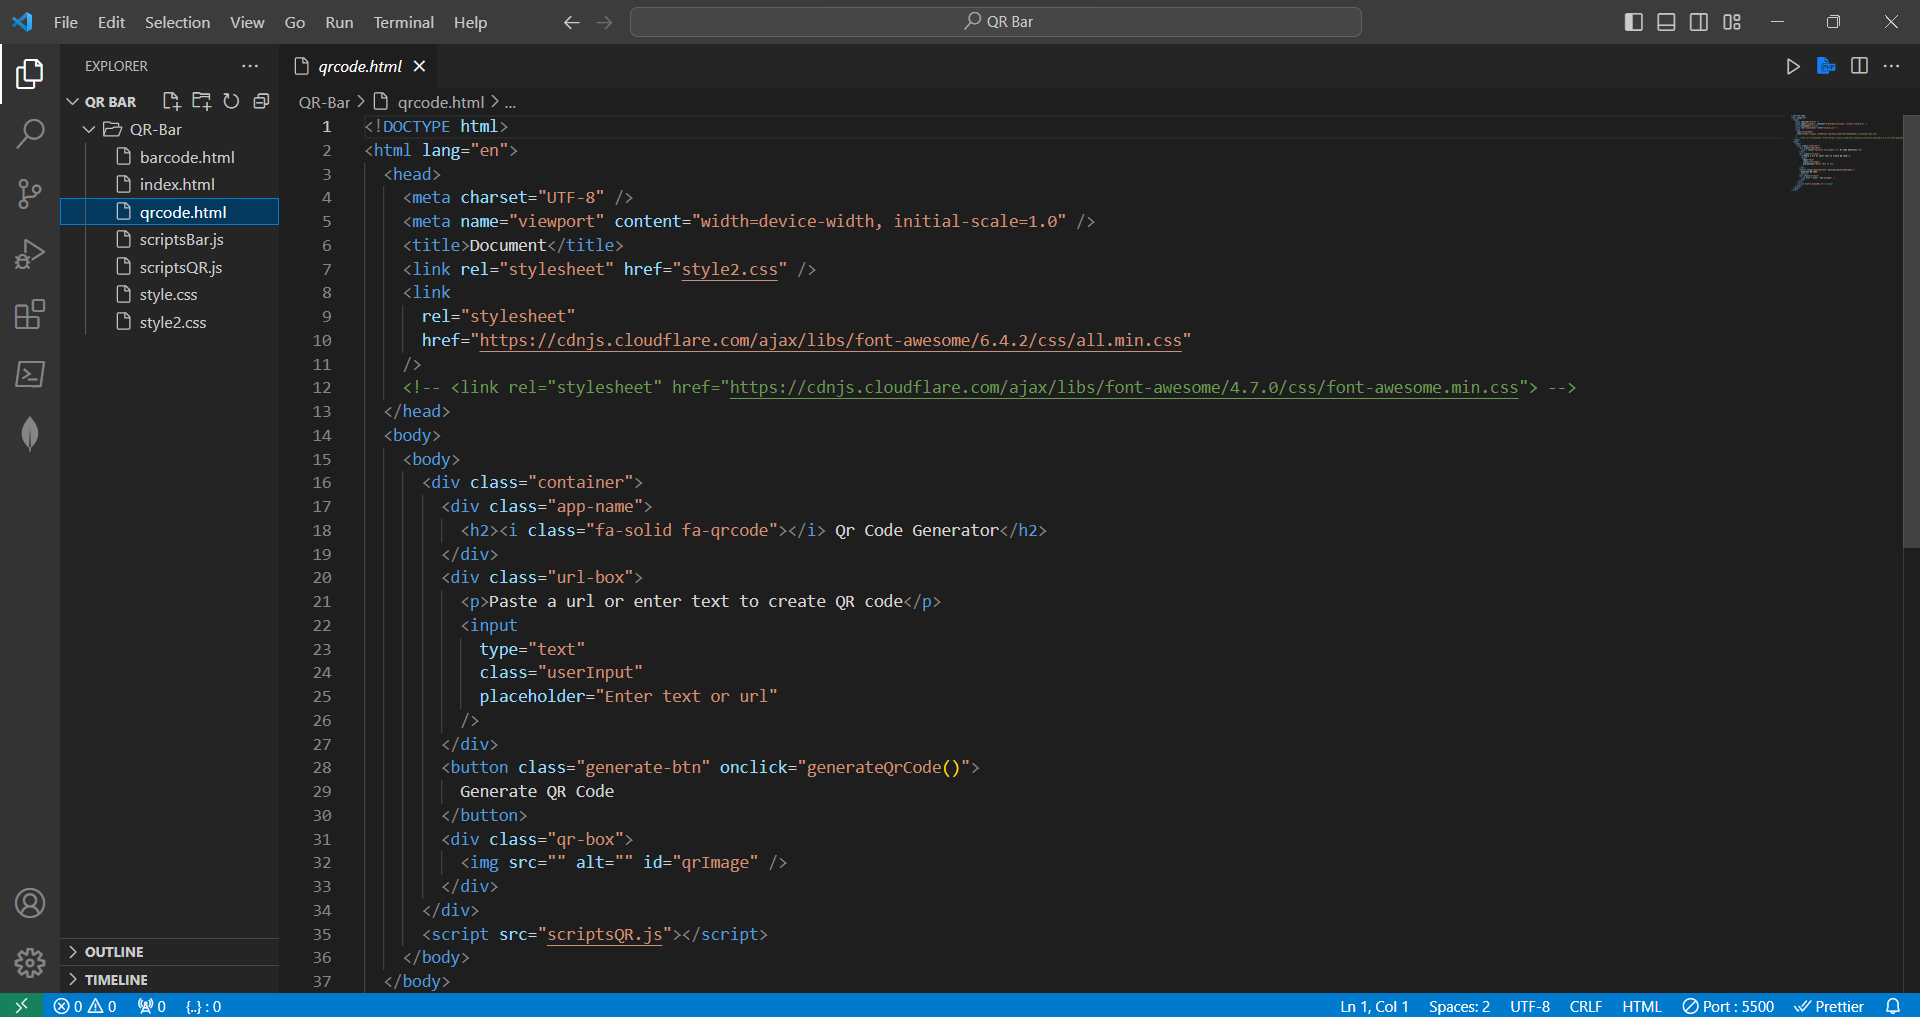 File Edit Selection View Go Run Terminal Help
QR Bar
EXPLORER
QR BAR
QR-Bar
barcode.html
index.html
qrcode.html
scriptsBar.js
scriptsQR.js
style.css
style2.css
OUTLINE
TIMELINE
qrcode.html
QR-Bar > qrcode.html > ...
1 <!DOCTYPE html>
2 <html lang="en">
3 <head>
4 <meta charset="UTF-8" />
5 <meta name="viewport" content="width=device-width, initial-scale=1.0" />
6 <title>Document</title>
7 <link rel="stylesheet" href="style2.css" />
8 <link
9 rel="stylesheet"
10 href="https://cdnjs.cloudflare.com/ajax/libs/font-awesome/6.4.2/css/all.min.css"
11 />
12 <!-- <link rel="stylesheet" href="https://cdnjs.cloudflare.com/ajax/libs/font-awesome/4.7.0/css/font-awesome.min.css"> -->
13 </head>
14 <body>
15 <body>
16 <div class="container">
17 <div class="app-name">
18 <h2><i class="fa-solid fa-qrcode"></i> Qr Code Generator</h2>
19 </div>
20 <div class="url-box">
21 <p>Paste a url or enter text to create QR code</p>
22 <input
23 type="text"
24 class="userInput"
25 placeholder="Enter text or url"
26 />
27 </div>
28 <button class="generate-btn" onclick="generateQrCode()">
29 Generate QR Code
30 </button>
31 <div class="qr-box">
32 <img src="" alt="" id="qrImage" />
33 </div>
34 </div>
35 <script src="scriptsQR.js"></script>
36 </body>
37 </body>
0 0 0 {..} : 0
Ln 1, Col 1 Spaces: 2 UTF-8 CRLF HTML Port : 5500 Prettier